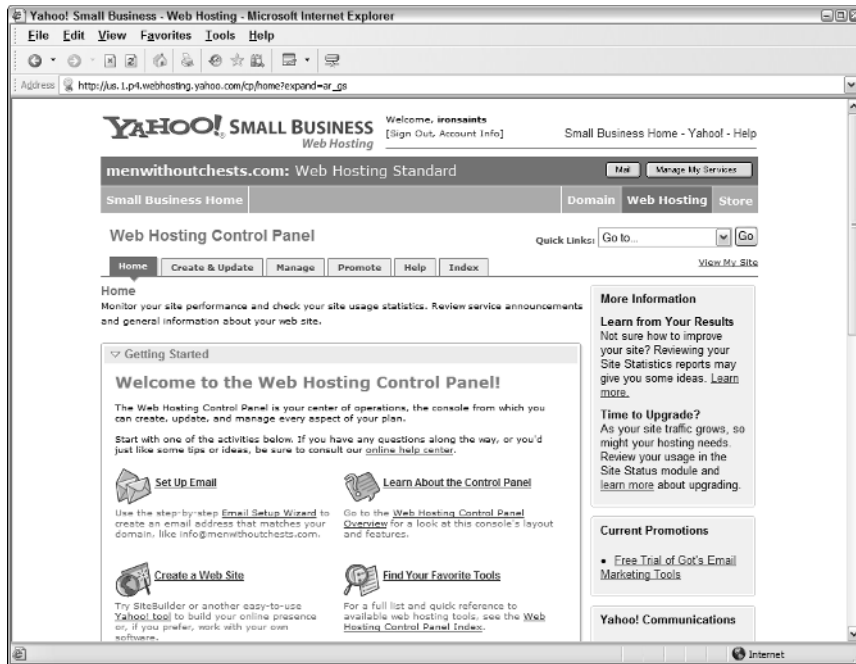 Yahoo! Small Business - Web Hosting - Microsoft Internet Explorer
File Edit View Favorites Tools Help
Address http://us.1.p4.webhosting.yahoo.com/cp/home?expand=ar_gs
YAHOO! SMALL BUSINESS
Web Hosting
Welcome, ironsaints
[Sign Out, Account Info]
Small Business Home - Yahoo! - Help
menwithoutchests.com: Web Hosting Standard
Mail Manage My Services
Small Business Home Domain Web Hosting Store
Web Hosting Control Panel
Quick Links: Go to... Go
Home Create & Update Manage Promote Help Index
View My Site
Home
Monitor your site performance and check your site usage statistics. Review service announcements
and general information about your web site.
Getting Started
Welcome to the Web Hosting Control Panel!
The Web Hosting Control Panel is your center of operations, the console from which you
can create, update, and manage every aspect of your plan.
Start with one of the activities below. If you have any questions along the way, or you'd
just like some tips or ideas, be sure to consult our online help center.
Set Up Email
Use the step-by-step Email Setup Wizard to
create an email address that matches your
domain, like info@menwithoutchests.com.
Learn About the Control Panel
Go to the Web Hosting Control Panel
Overview for a look at this console's layout
and features.
Create a Web Site
Try SiteBuilder or another easy-to-use
Yahoo! tool to build your online presence
or, if you prefer, work with your own
software.
Find Your Favorite Tools
For a full list and quick reference to
available web hosting tools, see the Web
Hosting Control Panel Index.
More Information
Learn from Your Results
Not sure how to improve
your site? Reviewing your
Site Statistics reports may
give you some ideas. Learn
more.
Time to Upgrade?
As your site traffic grows, so
might your hosting needs.
Review your usage in the
Site Status module and
learn more about upgrading.
Current Promotions
• Free Trial of Got's Email
Marketing Tools
Yahoo! Communications
Internet